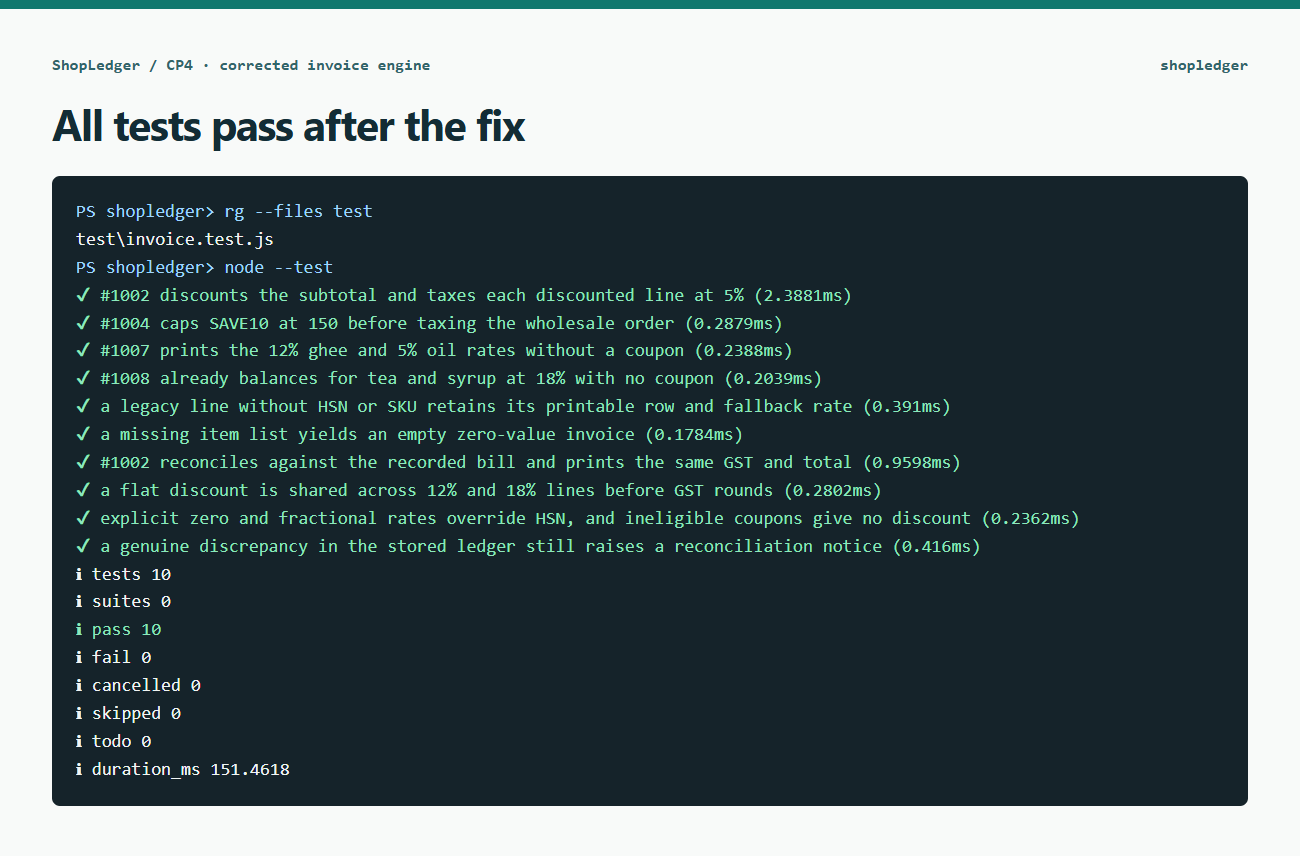 ShopLedger / CP4 · corrected invoice engine
shopledger
All tests pass after the fix
PS shopledger> rg --files test
test\invoice.test.js
PS shopledger> node --test
✓ #1002 discounts the subtotal and taxes each discounted line at 5% (2.3881ms)
✓ #1004 caps SAVE10 at 150 before taxing the wholesale order (0.2879ms)
✓ #1007 prints the 12% ghee and 5% oil rates without a coupon (0.2388ms)
✓ #1008 already balances for tea and syrup at 18% with no coupon (0.2039ms)
✓ a legacy line without HSN or SKU retains its printable row and fallback rate (0.391ms)
✓ a missing item list yields an empty zero-value invoice (0.1784ms)
✓ #1002 reconciles against the recorded bill and prints the same GST and total (0.9598ms)
✓ a flat discount is shared across 12% and 18% lines before GST rounds (0.2802ms)
✓ explicit zero and fractional rates override HSN, and ineligible coupons give no discount (0.2362ms)
✓ a genuine discrepancy in the stored ledger still raises a reconciliation notice (0.416ms)
ℹ tests 10
ℹ suites 0
ℹ pass 10
ℹ fail 0
ℹ cancelled 0
ℹ skipped 0
ℹ todo 0
ℹ duration_ms 151.4618